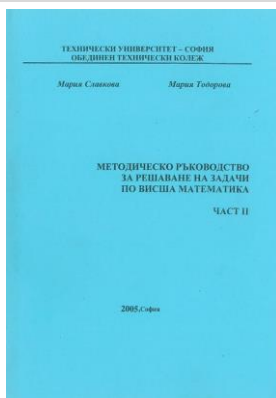 ТЕХНИЧЕСКИ УНИВЕРСИТЕТ – СОФИЯ
ОБЕДИНЕН ТЕХНИЧЕСКИ КОЛЕЖ
Мария Славкова Мария Тодорова
МЕТОДИЧЕСКО РЪКОВОДСТВО
ЗА РЕШАВАНЕ НА ЗАДАЧИ
ПО ВИСША МАТЕМАТИКА
ЧАСТ II
2005,София